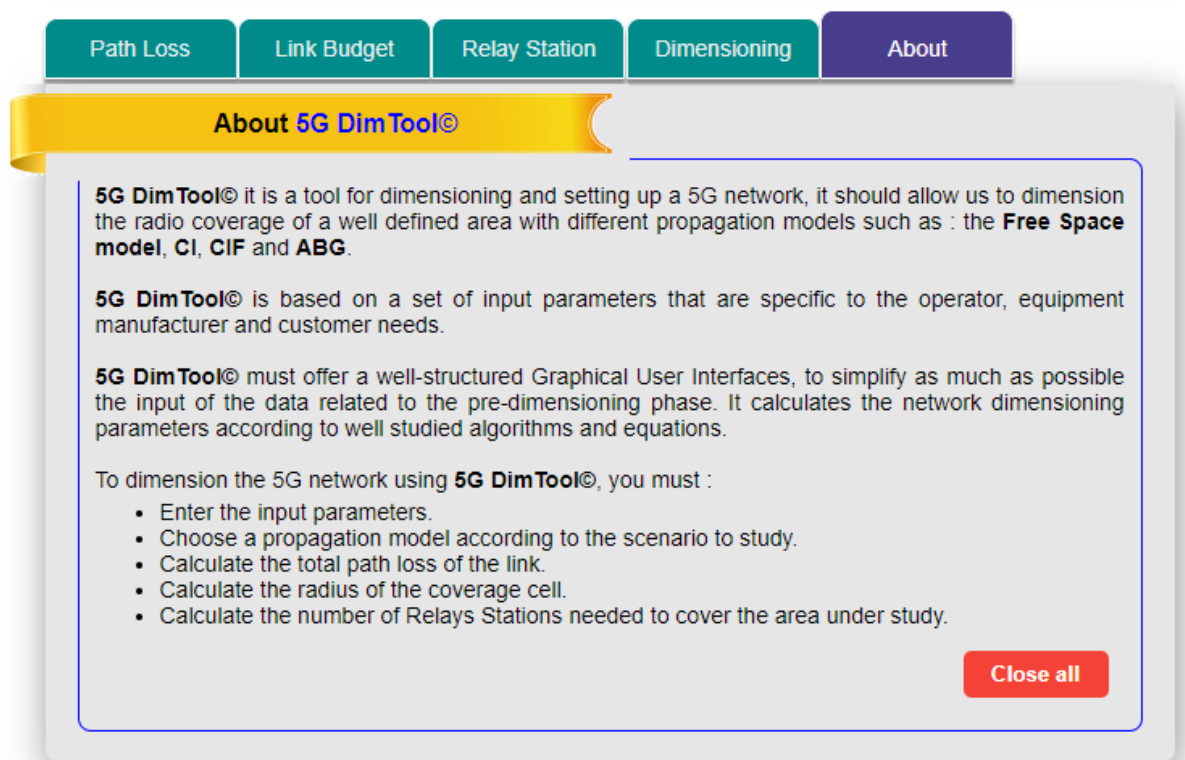 Path Loss
Link Budget
Relay Station
Dimensioning
About
About 5G DimTool©
5G DimTool© it is a tool for dimensioning and setting up a 5G network, it should allow us to dimension
the radio coverage of a well defined area with different propagation models such as : the Free Space
model, CI, CIF and ABG.
5G DimTool© is based on a set of input parameters that are specific to the operator, equipment
manufacturer and customer needs.
5G DimTool© must offer a well-structured Graphical User Interfaces, to simplify as much as possible
the input of the data related to the pre-dimensioning phase. It calculates the network dimensioning
parameters according to well studied algorithms and equations.
To dimension the 5G network using 5G DimTool©, you must :
• Enter the input parameters.
• Choose a propagation model according to the scenario to study.
• Calculate the total path loss of the link.
• Calculate the radius of the coverage cell.
• Calculate the number of Relays Stations needed to cover the area under study.
Close all